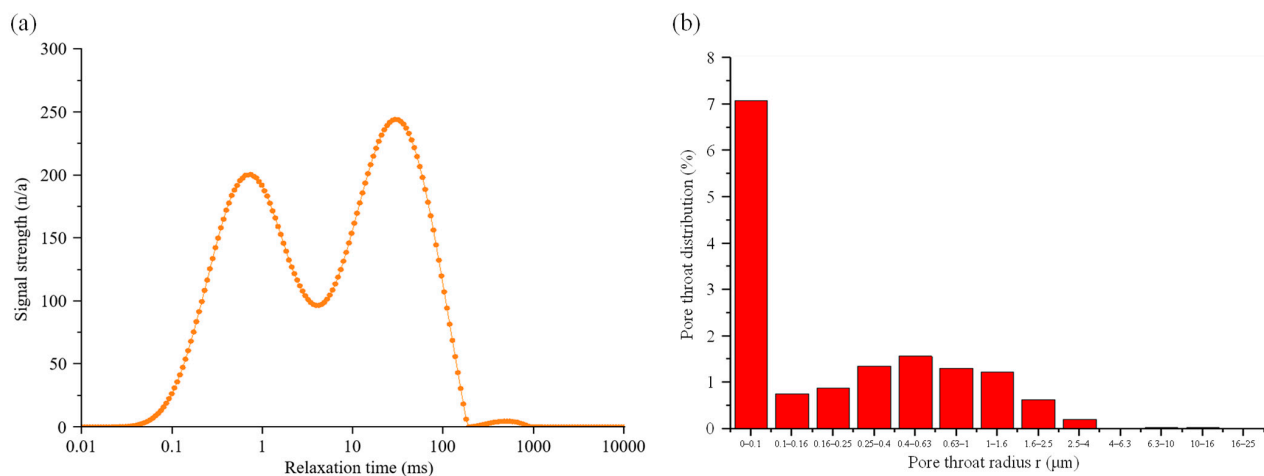 (a)
300
250
200
150
100
50
0
Signal strength (n/a)
0.01 0.1 1 10 100 1000 10000
Relaxation time (ms)
(b)
8
7
6
5
4
3
2
1
0
Pore throat distribution (%)
0–0.1 0.1–0.16 0.16–0.25 0.25–0.4 0.4–0.63 0.63–1 1–1.6 1.6–2.5 2.5–4 4–6.3 6.3–10 10–16 16–25
Pore throat radius r (μm)